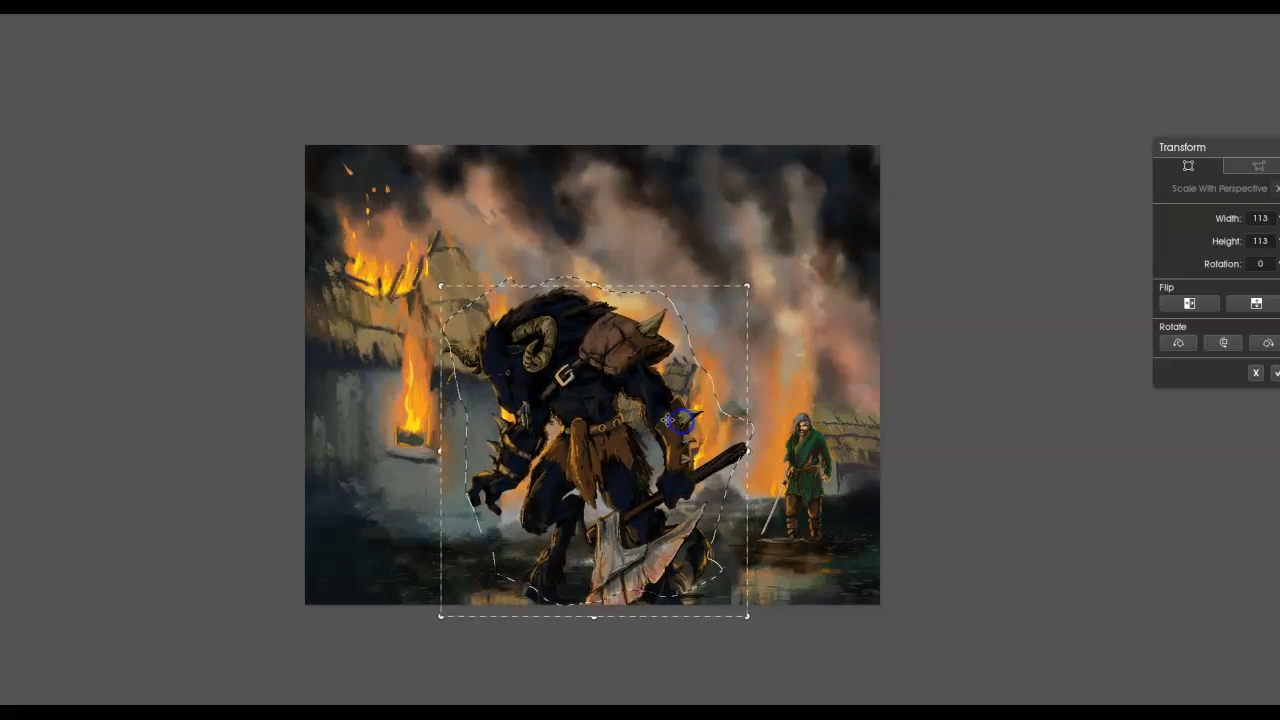 Transform
Scale With Perspective
Width: 113
Height: 113
Rotation: 0
Flip
Rotate
X